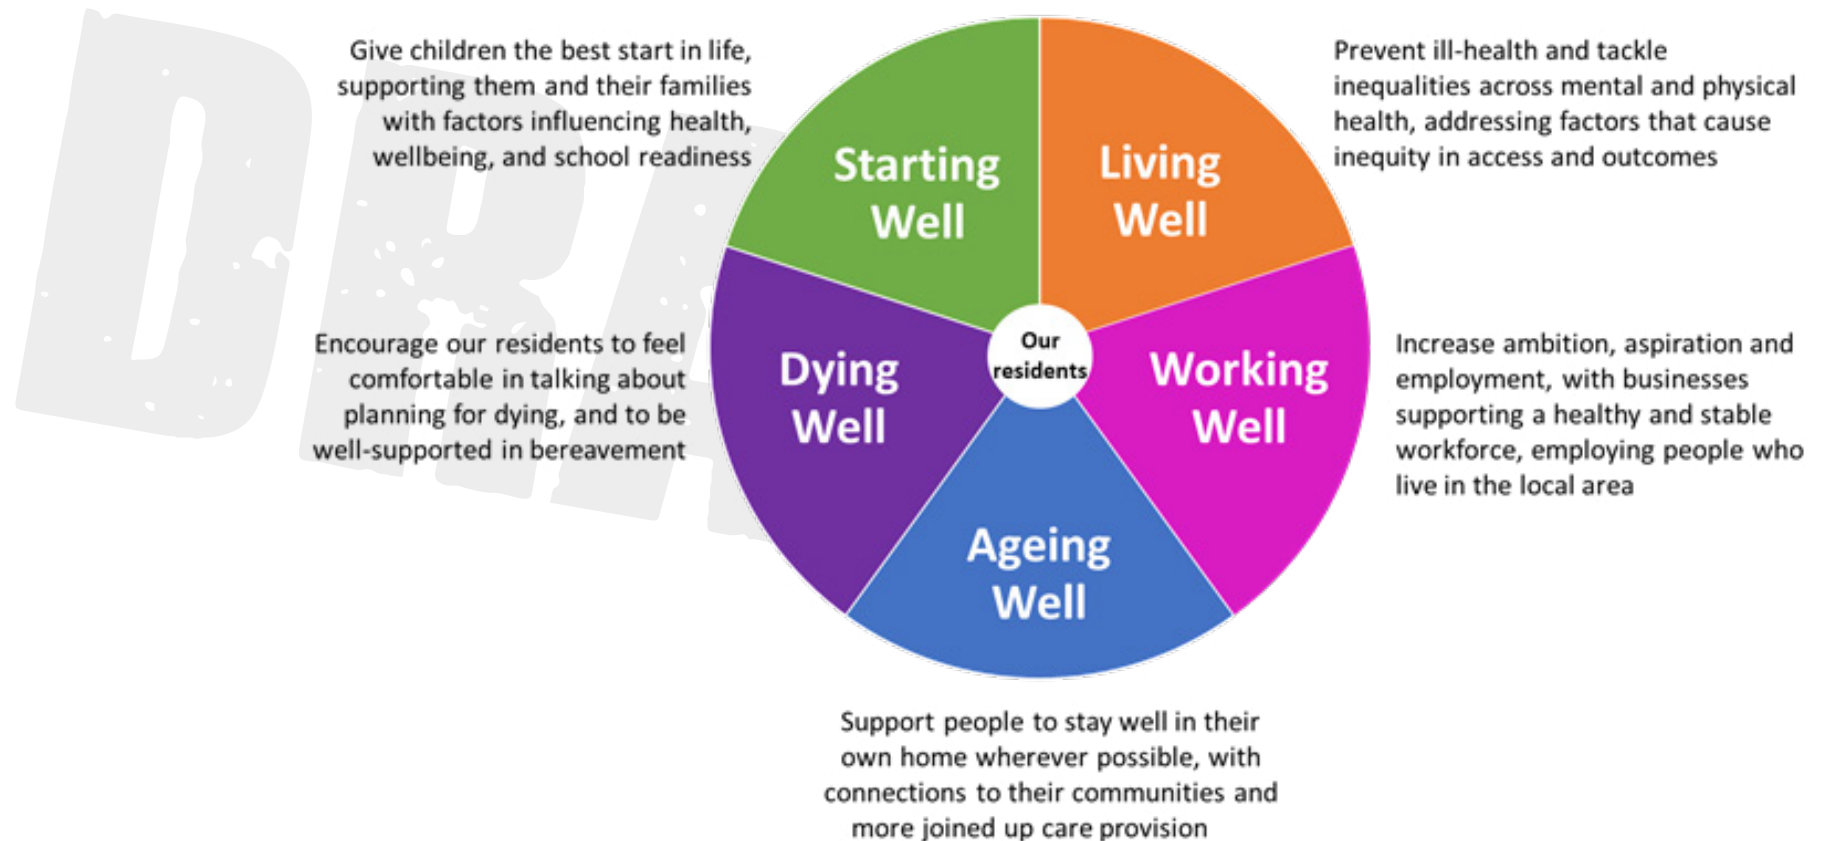 Give children the best start in life,
supporting them and their families
with factors influencing health,
wellbeing, and school readiness
Starting
Well
Living
Well
Prevent ill-health and tackle
inequalities across mental and physical
health, addressing factors that cause
inequity in access and outcomes
Encourage our residents to feel
comfortable in talking about
planning for dying, and to be
well-supported in bereavement
Dying
Well
Our
residents
Working
Well
Increase ambition, aspiration and
employment, with businesses
supporting a healthy and stable
workforce, employing people who
live in the local area
Ageing
Well
Support people to stay well in their
own home wherever possible, with
connections to their communities and
more joined up care provision
DRA